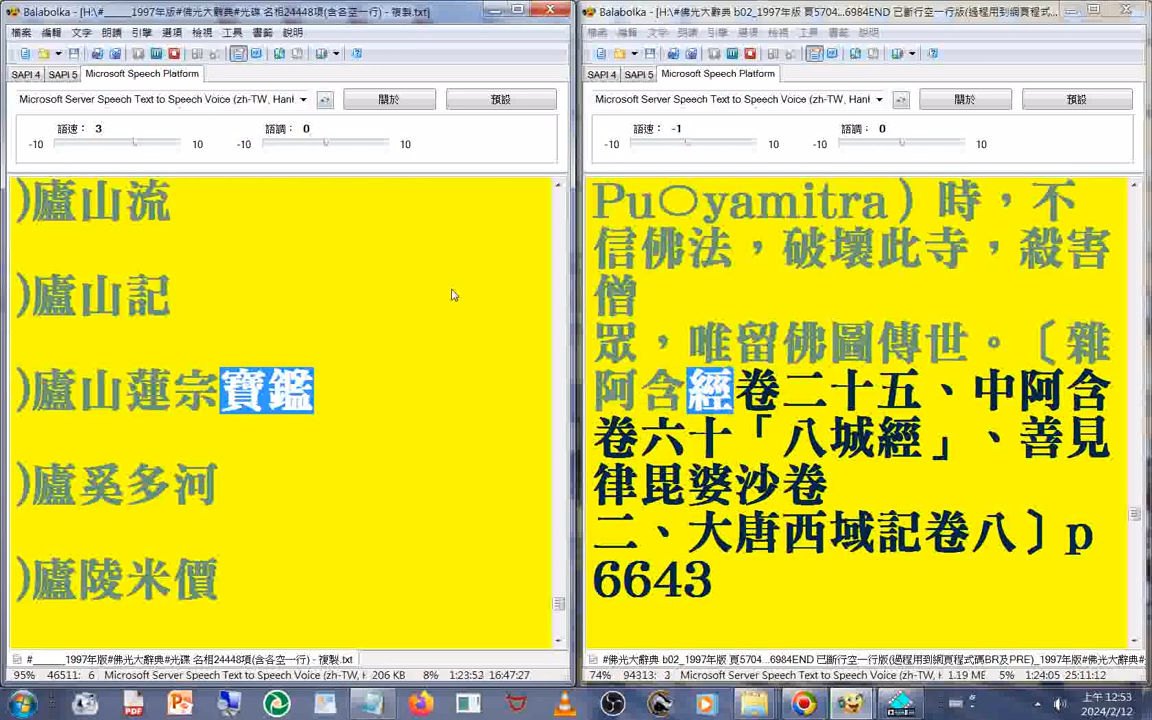 Balabolka - [H:\#_____1997年版#佛光大辭典#光碟 名相24448項(含各空一行) - 複製.txt]
檔案 編輯 文字 朗讀 引擎 選項 檢視 工具 書籤 說明
SAPI 4 SAPI 5 Microsoft Speech Platform
Microsoft Server Speech Text to Speech Voice (zh-TW, Hanl
關於 預設
語速： 3 語調： 0
-10 10 -10 10
)廬山流
)廬山記
)廬山蓮宗寶鑑
)廬奚多河
)廬陵米價
#______1997年版#佛光大辭典#光碟 名相24448項(含各空一行) - 複製.txt
95% 46511: 6 Microsoft Server Speech Text to Speech Voice (zh-TW, H 206 KB 8% 1:23:52 16:47:27
Balabolka - [H:\#佛光大辭典 b02_1997年版 頁5704...6984END 已斷行空一行版(過程用到網頁程式...
檔案 編輯 文字 朗讀 引擎 選項 檢視 工具 書籤 說明
SAPI 4 SAPI 5 Microsoft Speech Platform
Microsoft Server Speech Text to Speech Voice (zh-TW, Hanl
關於 預設
語速： -1 語調： 0
-10 10 -10 10
Pu○yamitra）時，不
信佛法，破壞此寺，殺害
僧
眾，唯留佛圖傳世。〔雜
阿含經卷二十五、中阿含
卷六十「八城經」、善見
律毘婆沙卷
二、大唐西域記卷八〕p
6643
#佛光大辭典 b02_1997年版 頁5704...6984END 已斷行空一行版(過程用到網頁程式碼BR及PRE)_1997年版#佛光大辭典#
74% 94313: 3 Microsoft Server Speech Text to Speech Voice (zh-TW, H 1.19 ME 5% 1:24:05 25:11:12
上午 12:53
2024/2/12